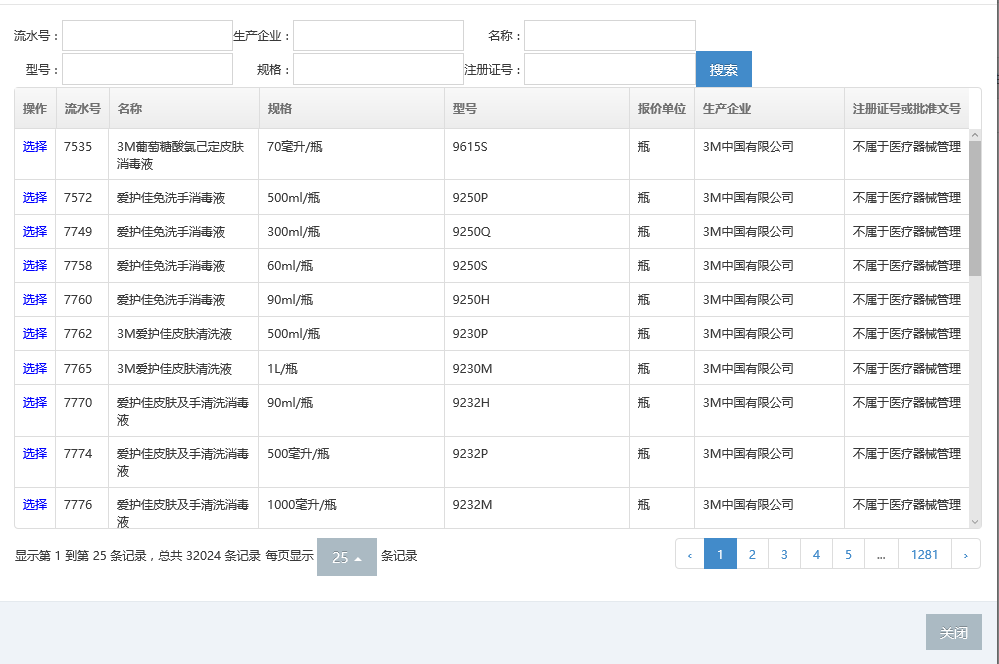 流水号： 生产企业： 名称：
型号： 规格： 注册证号： 搜索
操作 流水号 名称 规格 型号 报价单位 生产企业 注册证号或批准文号
选择 7535 3M葡萄糖酸氯己定皮肤 70毫升/瓶 9615S 瓶 3M中国有限公司 不属于医疗器械管理
消毒液
选择 7572 爱护佳免洗手消毒液 500ml/瓶 9250P 瓶 3M中国有限公司 不属于医疗器械管理
选择 7749 爱护佳免洗手消毒液 300ml/瓶 9250Q 瓶 3M中国有限公司 不属于医疗器械管理
选择 7758 爱护佳免洗手消毒液 60ml/瓶 9250S 瓶 3M中国有限公司 不属于医疗器械管理
选择 7760 爱护佳免洗手消毒液 90ml/瓶 9250H 瓶 3M中国有限公司 不属于医疗器械管理
选择 7762 3M爱护佳皮肤清洗液 500ml/瓶 9230P 瓶 3M中国有限公司 不属于医疗器械管理
选择 7765 3M爱护佳皮肤清洗液 1L/瓶 9230M 瓶 3M中国有限公司 不属于医疗器械管理
选择 7770 爱护佳皮肤及手清洗消毒 90ml/瓶 9232H 瓶 3M中国有限公司 不属于医疗器械管理
液
选择 7774 爱护佳皮肤及手清洗消毒 500毫升/瓶 9232P 瓶 3M中国有限公司 不属于医疗器械管理
液
选择 7776 爱护佳皮肤及手清洗消毒 1000毫升/瓶 9232M 瓶 3M中国有限公司 不属于医疗器械管理
液
显示第 1 到第 25 条记录，总共 32024 条记录 每页显示 25 条记录 ‹ 1 2 3 4 5 ... 1281 ›
关闭